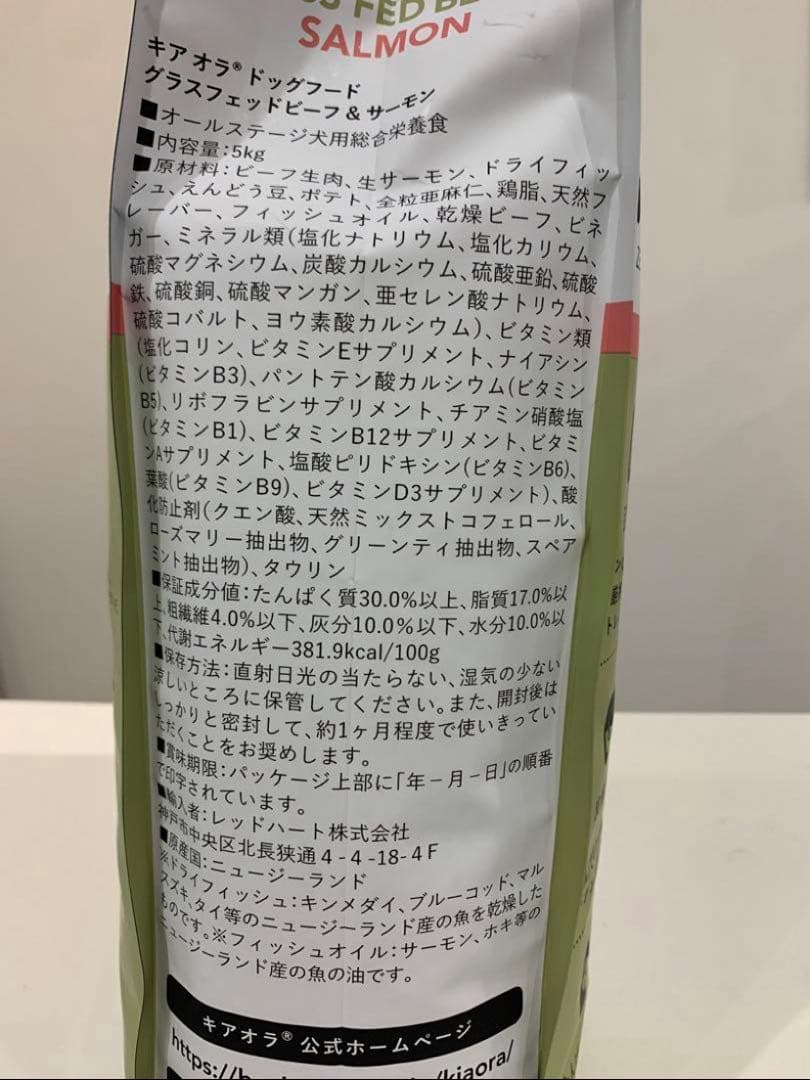 FED
SALMON
キア オラ® ドッグフード
グラスフェッドビーフ & サーモン
■オールステージ犬用総合栄養食
■内容量:5kg
■原材料:ビーフ生肉、生サーモン、ドライフィッ
シュ、えんどう豆、ポテト、全粒亜麻仁、鶏脂、天然フ
レーバー、フィッシュオイル、乾燥ビーフ、ビネ
ガー、ミネラル類(塩化ナトリウム、塩化カリウム、
硫酸マグネシウム、炭酸カルシウム、硫酸亜鉛、硫酸
鉄、硫酸銅、硫酸マンガン、亜セレン酸ナトリウム、
硫酸コバルト、ヨウ素酸カルシウム)、ビタミン類
(塩化コリン、ビタミンEサプリメント、ナイアシン
(ビタミンB3)、パントテン酸カルシウム(ビタミン
B5)、リボフラビンサプリメント、チアミン硝酸塩
(ビタミンB1)、ビタミンB12サプリメント、ビタミ
ンAサプリメント、塩酸ピリドキシン(ビタミンB6)、
葉酸(ビタミンB9)、ビタミンD3サプリメント)、酸
化防止剤(クエン酸、天然ミックストコフェロール、
ローズマリー抽出物、グリーンティ抽出物、スペア
ミント抽出物)、タウリン
■保証成分値:たんぱく質30.0%以上、脂質17.0%以
上、粗繊維4.0%以下、灰分10.0%以下、水分10.0%以
下、代謝エネルギー381.9kcal/100g
■保存方法:直射日光の当たらない、湿気の少ない
涼しいところに保管してください。また、開封後は
しっかりと密封して、約1ヶ月程度で使いきってい
ただくことをお奨めします。
■賞味期限:パッケージ上部に「年－月－日」の順番
で印字されています。
■輸入者:レッドハート株式会社
神戸市中央区北長狭通4-4-18-4F
■原産国:ニュージーランド
※ドライフィッシュ:キンメダイ、ブルーコッド、マル
スズキ、タイ等のニュージーランド産の魚を乾燥した
ものです。※フィッシュオイル:サーモン、ホキ等の
ニュージーランド産の魚の油です。
キアオラ® 公式ホームページ
https://
/kiaora/